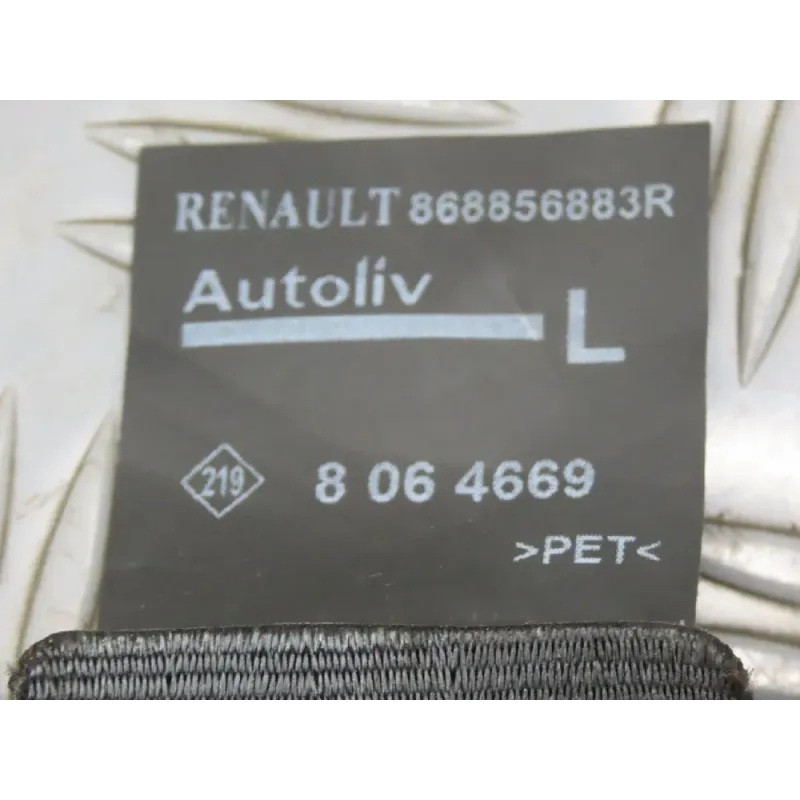 RENAULT 868856883R
Autoliv
L
219 8 06 4669
>PET<